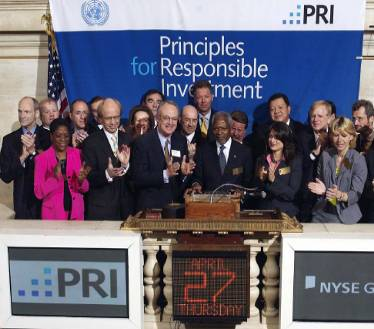 PRI
Principles
for Responsible
Investment
PRI
APRIL
27
THURSDAY
NYSE G